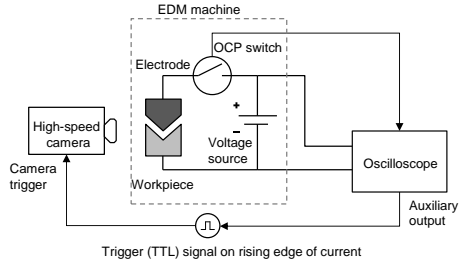 EDM machine
OCP switch
Electrode
High-speed
camera
+
–
Voltage
source
Oscilloscope
Camera
trigger
Workpiece
Auxiliary
output
Trigger (TTL) signal on rising edge of current